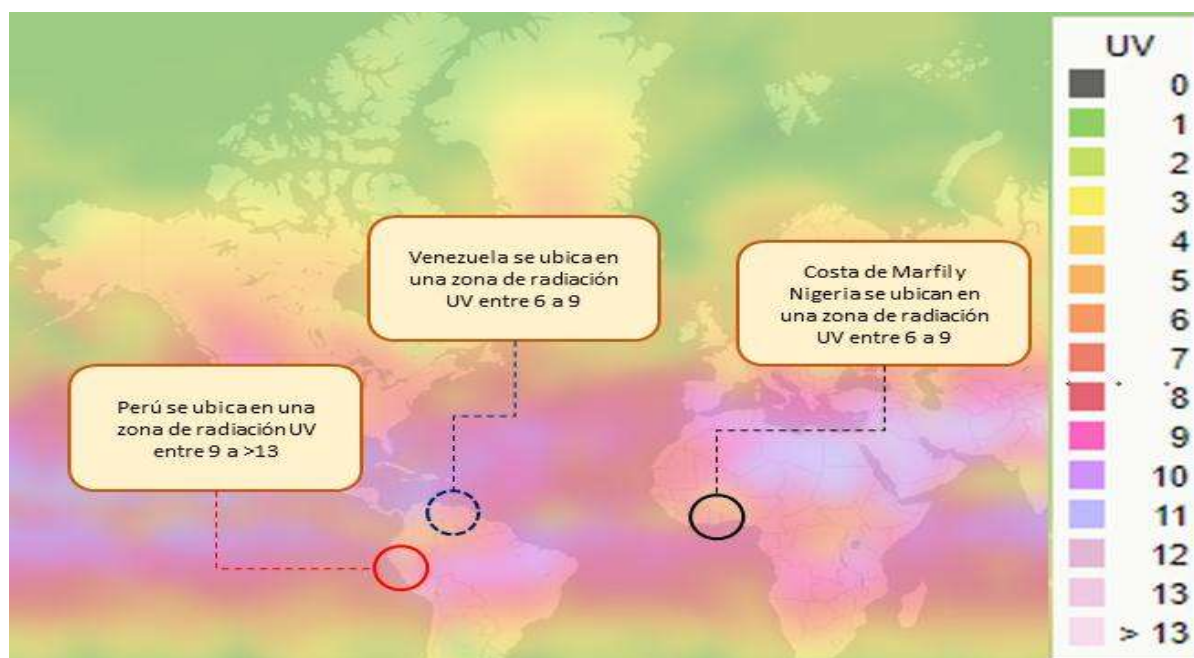 Venezuela se ubica en
una zona de radiación
UV entre 6 a 9
Costa de Marfil y
Nigeria se ubican en
una zona de radiación
UV entre 6 a 9
Perú se ubica en una
zona de radiación UV
entre 9 a >13
UV
0
1
2
3
4
5
6
7
8
9
10
11
12
13
> 13